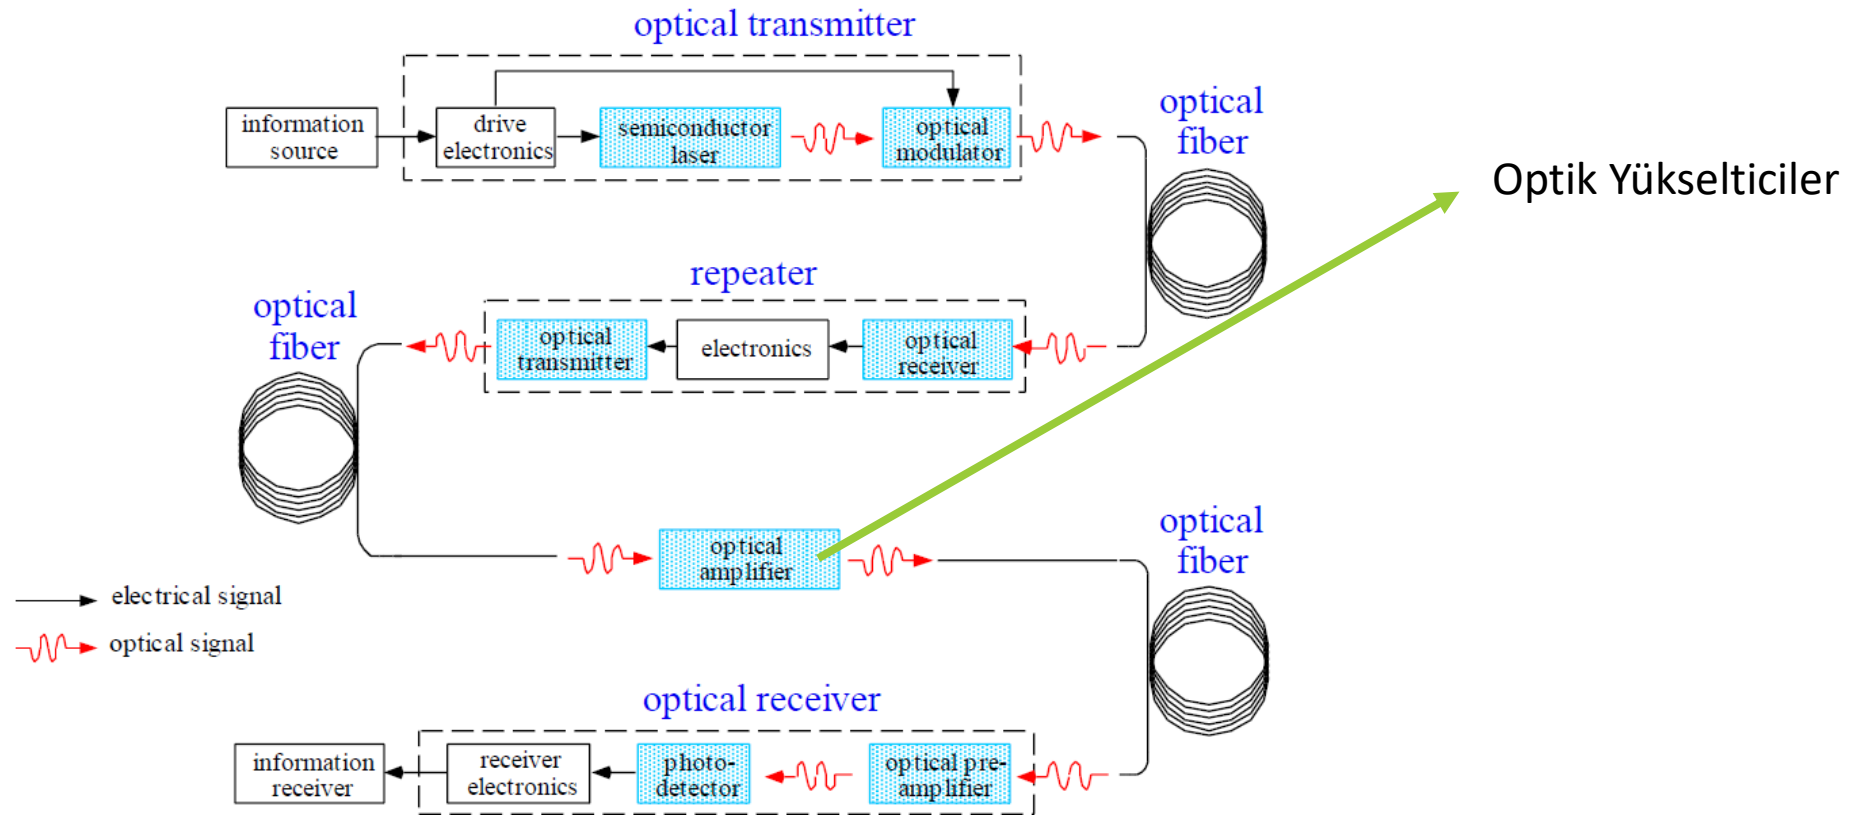 optical transmitter
information
source
drive
electronics
semiconductor
laser
optical
modulator
optical
fiber
Optik Yükselticiler
repeater
optical
fiber
optical
transmitter
electronics
optical
receiver
optical
amplifier
optical
fiber
electrical signal
optical signal
optical receiver
information
receiver
receiver
electronics
photo-
detector
optical pre-
amplifier